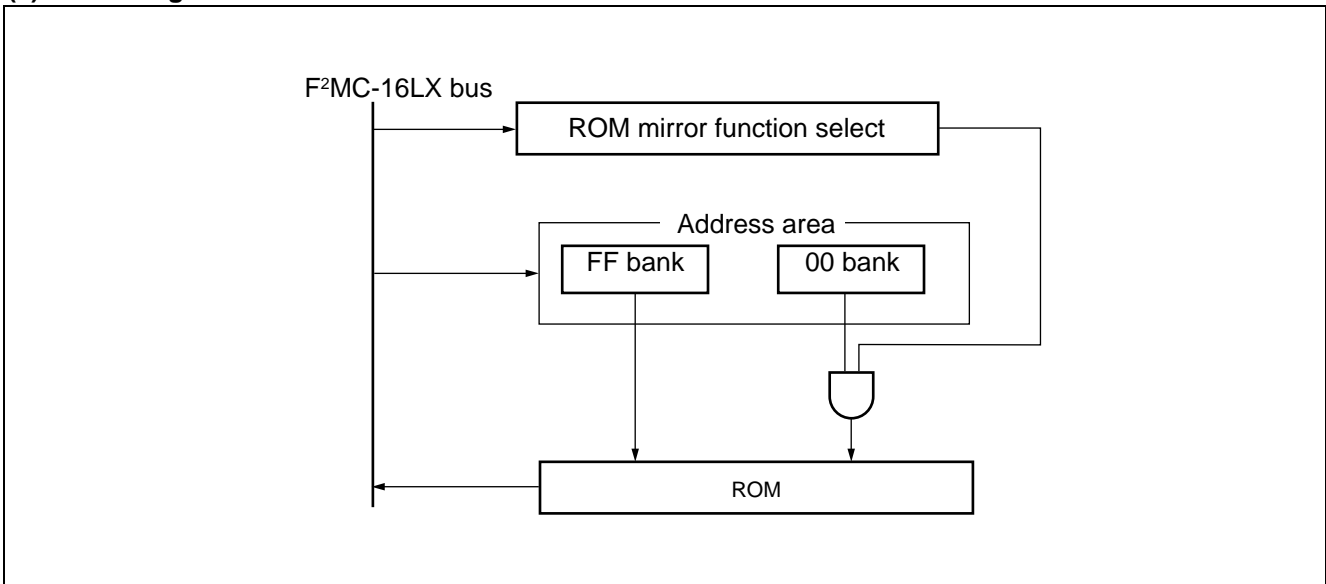 F²MC-16LX bus
ROM mirror function select
Address area
FF bank
00 bank
ROM